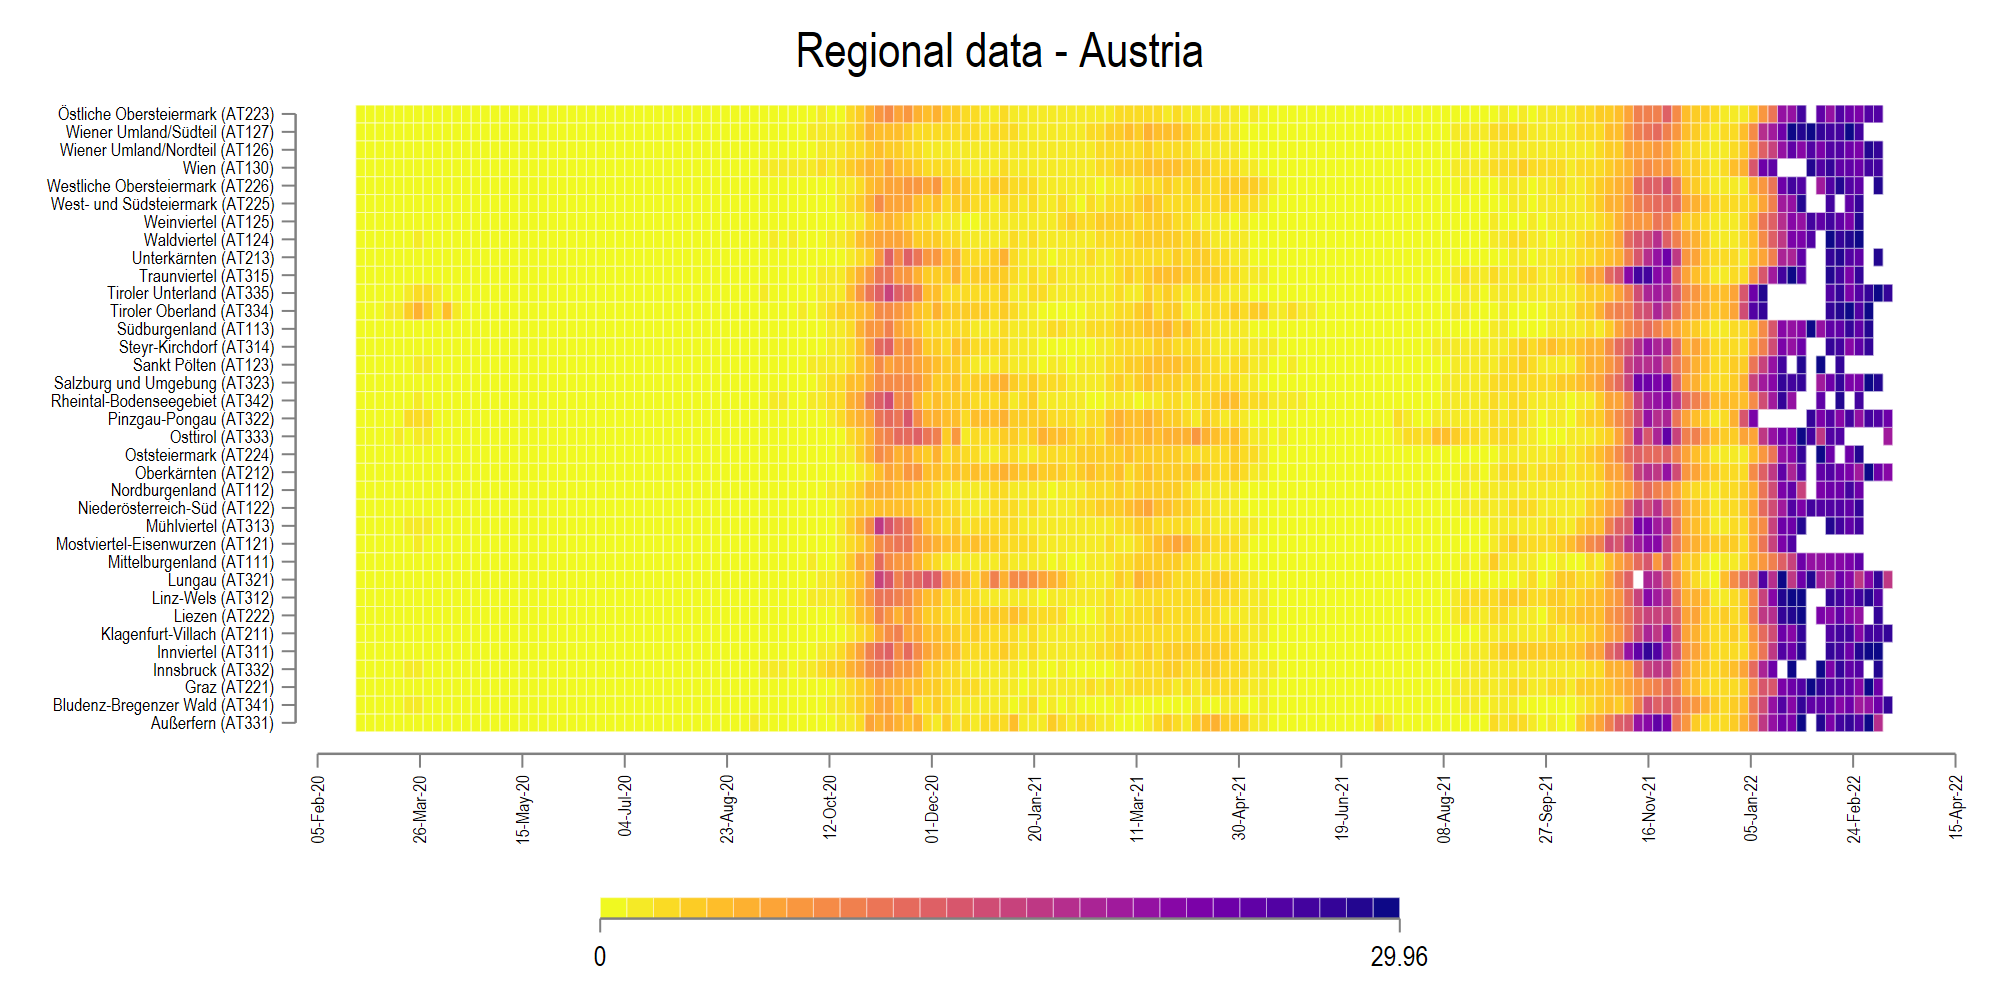 Regional data - Austria
Östliche Obersteiermark (AT223)
Wiener Umland/Südteil (AT127)
Wiener Umland/Nordteil (AT126)
Wien (AT130)
Westliche Obersteiermark (AT226)
West- und Südsteiermark (AT225)
Weinviertel (AT125)
Waldviertel (AT124)
Unterkärnten (AT213)
Traunviertel (AT315)
Tiroler Unterland (AT335)
Tiroler Oberland (AT334)
Südburgenland (AT113)
Steyr-Kirchdorf (AT314)
Sankt Pölten (AT123)
Salzburg und Umgebung (AT323)
Rheintal-Bodenseegebiet (AT342)
Pinzgau-Pongau (AT322)
Osttirol (AT333)
Oststeiermark (AT224)
Oberkärnten (AT212)
Nordburgenland (AT112)
Niederösterreich-Süd (AT122)
Mühlviertel (AT313)
Mostviertel-Eisenwurzen (AT121)
Mittelburgenland (AT111)
Lungau (AT321)
Linz-Wels (AT312)
Liezen (AT222)
Klagenfurt-Villach (AT211)
Innviertel (AT311)
Innsbruck (AT332)
Graz (AT221)
Bludenz-Bregenzer Wald (AT341)
Außerfern (AT331)
05-Feb-20
26-Mar-20
15-May-20
04-Jul-20
23-Aug-20
12-Oct-20
01-Dec-20
20-Jan-21
11-Mar-21
30-Apr-21
19-Jun-21
08-Aug-21
27-Sep-21
16-Nov-21
05-Jan-22
24-Feb-22
15-Apr-22
0
29.96